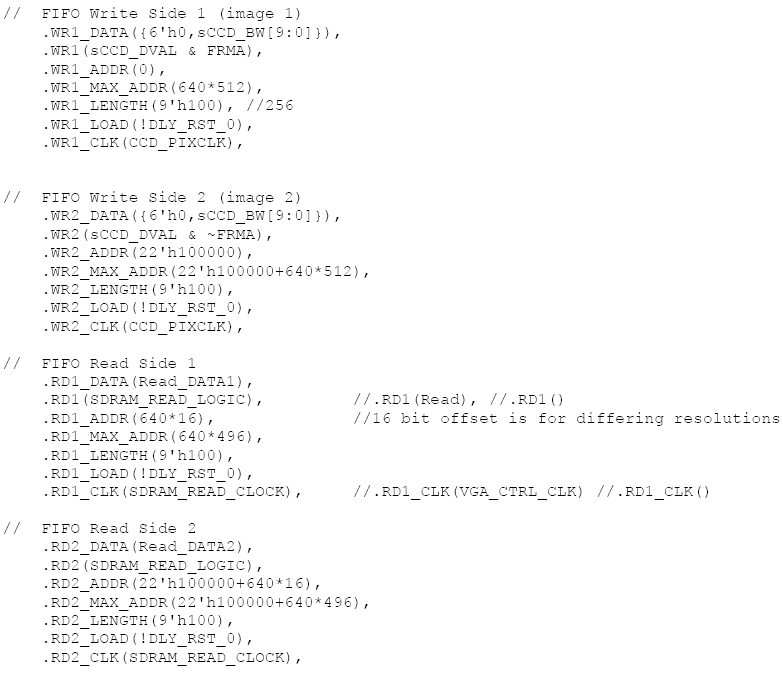 //  FIFO Write Side 1 (image 1)
    .WR1_DATA({6'h0,sCCD_BW[9:0]}),
    .WR1(sCCD_DVAL & FRMA),
    .WR1_ADDR(0),
    .WR1_MAX_ADDR(640*512),
    .WR1_LENGTH(9'h100), //256
    .WR1_LOAD(!DLY_RST_0),
    .WR1_CLK(CCD_PIXCLK),
//  FIFO Write Side 2 (image 2)
    .WR2_DATA({6'h0,sCCD_BW[9:0]}),
    .WR2(sCCD_DVAL & ~FRMA),
    .WR2_ADDR(22'h100000),
    .WR2_MAX_ADDR(22'h100000+640*512),
    .WR2_LENGTH(9'h100),
    .WR2_LOAD(!DLY_RST_0),
    .WR2_CLK(CCD_PIXCLK),
//  FIFO Read Side 1
    .RD1_DATA(Read_DATA1),
    .RD1(SDRAM_READ_LOGIC),         //.RD1(Read), //.RD1()
    .RD1_ADDR(640*16),              //16 bit offset is for differing resolutions
    .RD1_MAX_ADDR(640*496),
    .RD1_LENGTH(9'h100),
    .RD1_LOAD(!DLY_RST_0),
    .RD1_CLK(SDRAM_READ_CLOCK),     //.RD1_CLK(VGA_CTRL_CLK) //.RD1_CLK()
//  FIFO Read Side 2
    .RD2_DATA(Read_DATA2),
    .RD2(SDRAM_READ_LOGIC),
    .RD2_ADDR(22'h100000+640*16),
    .RD2_MAX_ADDR(22'h100000+640*496),
    .RD2_LENGTH(9'h100),
    .RD2_LOAD(!DLY_RST_0),
    .RD2_CLK(SDRAM_READ_CLOCK),